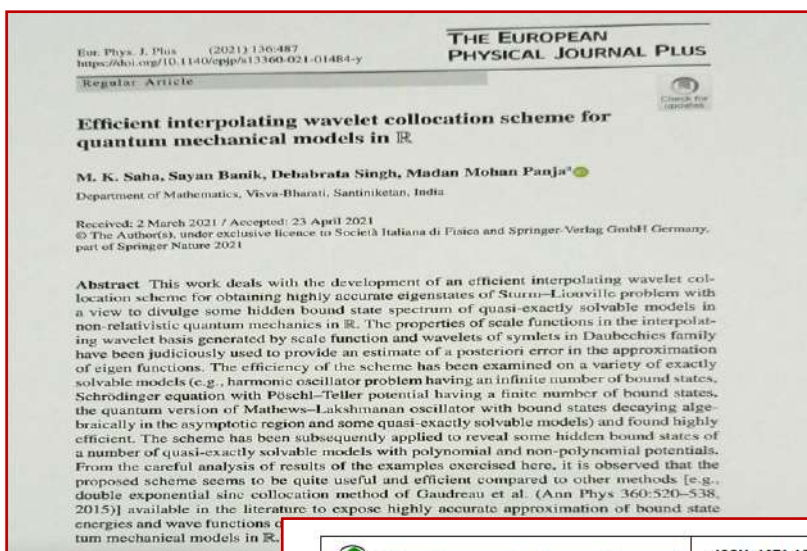 THE EUROPEAN
PHYSICAL JOURNAL PLUS
Eur. Phys. J. Plus (2021) 136:487
https://doi.org/10.1140/epjp/s13360-021-01484-y
Regular Article
Check for
updates
Efficient interpolating wavelet collocation scheme for
quantum mechanical models in ℝ
M. K. Saha, Sayan Banik, Debabrata Singh, Madan Mohan Panja^a
Department of Mathematics, Visva-Bharati, Santiniketan, India
Received: 2 March 2021 / Accepted: 23 April 2021
© The Author(s), under exclusive licence to Società Italiana di Fisica and Springer-Verlag GmbH Germany,
part of Springer Nature 2021
Abstract This work deals with the development of an efficient interpolating wavelet col-
location scheme for obtaining highly accurate eigenstates of Sturm–Liouville problem with
a view to divulge some hidden bound state spectrum of quasi-exactly solvable models in
non-relativistic quantum mechanics in ℝ. The properties of scale functions in the interpolat-
ing wavelet basis generated by scale function and wavelets of symlets in Daubechies family
have been judiciously used to provide an estimate of a posteriori error in the approximation
of eigen functions. The efficiency of the scheme has been examined on a variety of exactly
solvable models (e.g., harmonic oscillator problem having an infinite number of bound states,
Schrödinger equation with Pöschl–Teller potential having a finite number of bound states,
the quantum version of Mathews–Lakshmanan oscillator with bound states decaying alge-
braically in the asymptotic region and some quasi-exactly solvable models) and found highly
efficient. The scheme has been subsequently applied to reveal some hidden bound states of
a number of quasi-exactly solvable models with polynomial and non-polynomial potentials.
From the careful analysis of results of the examples exercised here, it is observed that the
proposed scheme seems to be quite useful and efficient compared to other methods [e.g.,
double exponential sinc collocation method of Gaudreau et al. (Ann Phys 360:520–538,
2015)] available in the literature to expose highly accurate approximation of bound state
energies and wave functions
tum mechanical models in ℝ.